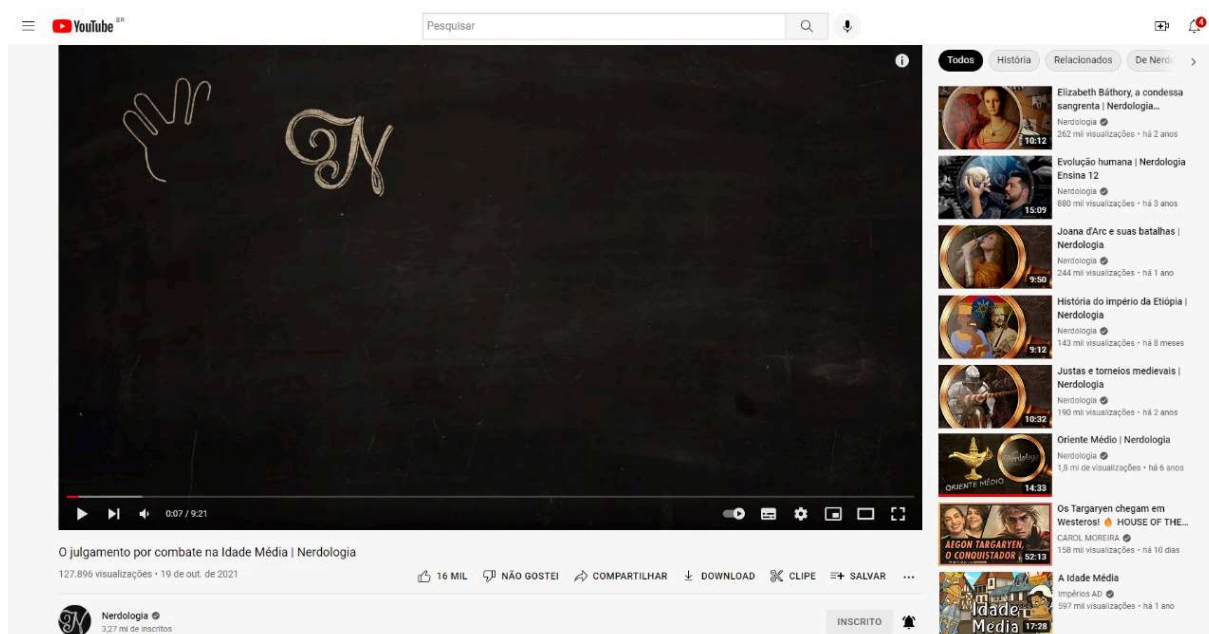 YouTube BR
Pesquisar
4
N
0:07 / 9:21
O julgamento por combate na Idade Média | Nerdologia
127.896 visualizações • 19 de out. de 2021
16 MIL NÃO GOSTEI COMPARTILHAR DOWNLOAD CLIPE SALVAR ...
Nerdologia
3,27 mi de inscritos
INSCRITO
Todos História Relacionados De Nerdo
Elizabeth Báthory, a condessa
sangrenta | Nerdologia...
Nerdologia
262 mil visualizações • há 2 anos
10:12
Evolução humana | Nerdologia
Ensina 12
Nerdologia
880 mil visualizações • há 3 anos
15:09
Joana d'Arc e suas batalhas |
Nerdologia
Nerdologia
244 mil visualizações • há 1 ano
9:50
História do império da Etiópia |
Nerdologia
Nerdologia
143 mil visualizações • há 8 meses
9:12
Justas e torneios medievais |
Nerdologia
Nerdologia
190 mil visualizações • há 2 anos
10:32
Oriente Médio | Nerdologia
Nerdologia
1,8 mi de visualizações • há 6 anos
ORIENTE MÉDIO
14:33
Os Targaryen chegam em
Westeros! 🔥 HOUSE OF THE...
CAROL MOREIRA
158 mil visualizações • há 10 dias
AEGON TARGARYEN,
O CONQUISTADOR
52:13
A Idade Média
Impérios AD
597 mil visualizações • há 1 ano
Idade
Média
17:28